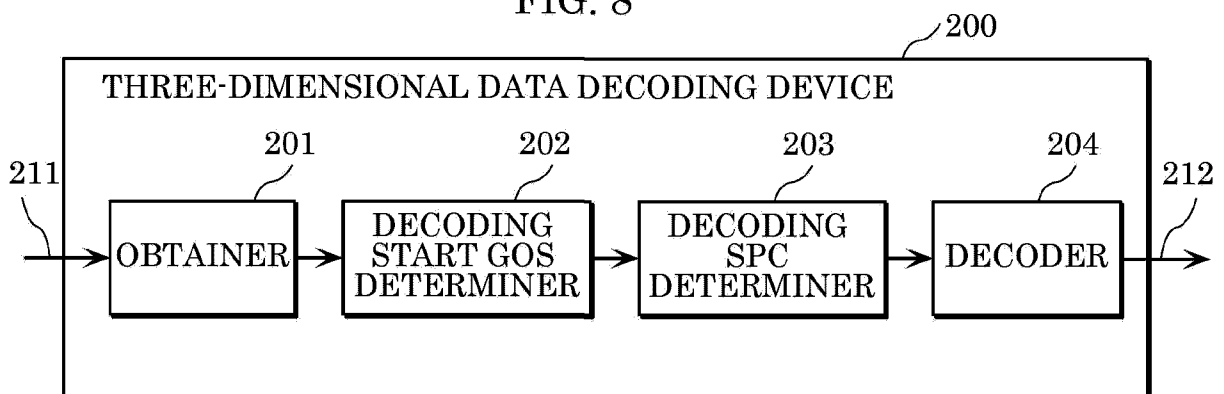 FIG. 8
200
THREE-DIMENSIONAL DATA DECODING DEVICE
201
202
203
204
211
212
OBTAINER
DECODING
START GOS
DETERMINER
DECODING
SPC
DETERMINER
DECODER